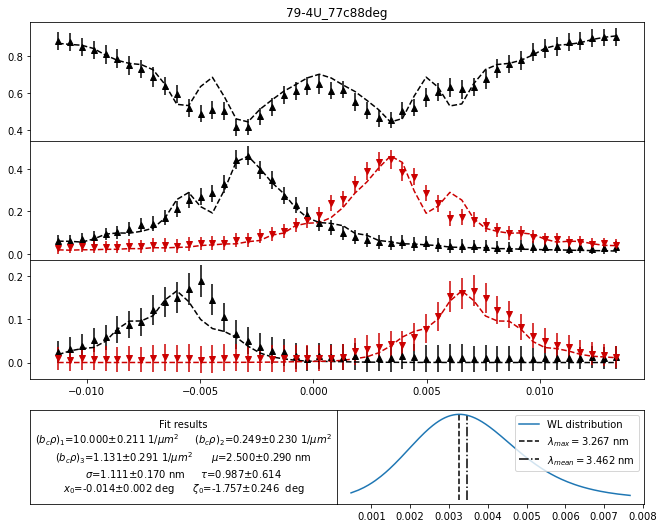 79-4U_77c88deg
0.8
0.6
0.4
0.4
0.2
0.0
0.2
0.1
0.0
−0.010 −0.005 0.000 0.005 0.010
Fit results
(b_cρ)₁=10.000±0.211 1/μm² (b_cρ)₂=0.249±0.230 1/μm²
(b_cρ)₃=1.131±0.291 1/μm² μ=2.500±0.290 nm
σ=1.111±0.170 nm τ=0.987±0.614
x₀=-0.014±0.002 deg ζ₀=-1.757±0.246 deg
WL distribution
λ_max = 3.267 nm
λ_mean = 3.462 nm
0.001 0.002 0.003 0.004 0.005 0.006 0.007 0.008